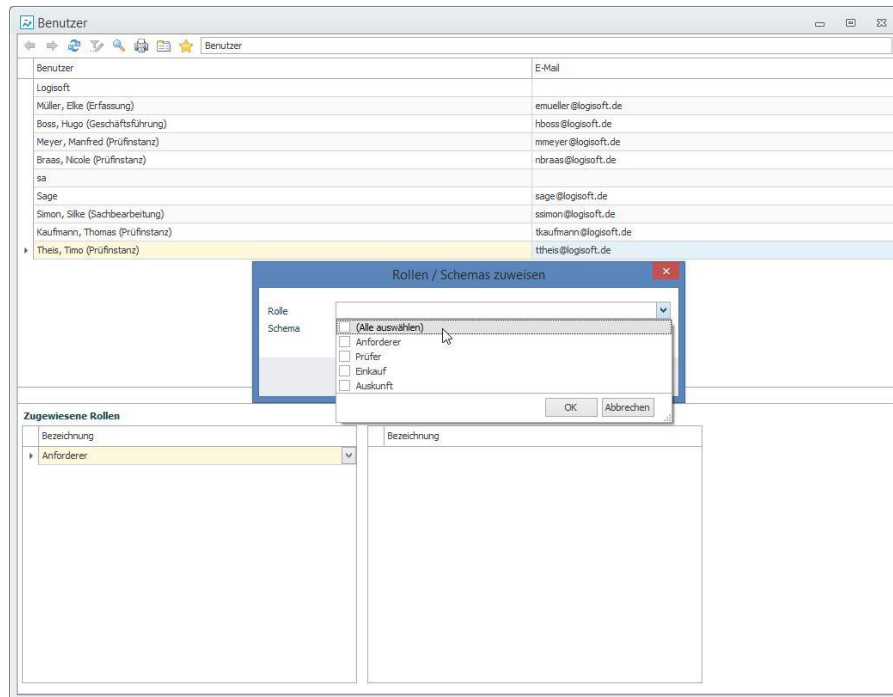 Benutzer
Benutzer
Benutzer E-Mail
Logisoft
Müller, Elke (Erfassung) emueller@logisoft.de
Boss, Hugo (Geschäftsführung) hboss@logisoft.de
Meyer, Manfred (Prüfinstanz) mmeyer@logisoft.de
Braas, Nicole (Prüfinstanz) nbraas@logisoft.de
sa
Sage sage@logisoft.de
Simon, Silke (Sachbearbeitung) ssimon@logisoft.de
Kaufmann, Thomas (Prüfinstanz) tkaufmann@logisoft.de
Theis, Timo (Prüfinstanz) ttheis@logisoft.de
Rollen / Schemas zuweisen
Rolle
Schema (Alle auswählen)
Anforderer
Prüfer
Einkauf
Auskunft
OK Abbrechen
Zugewiesene Rollen
Bezeichnung Bezeichnung
Anforderer